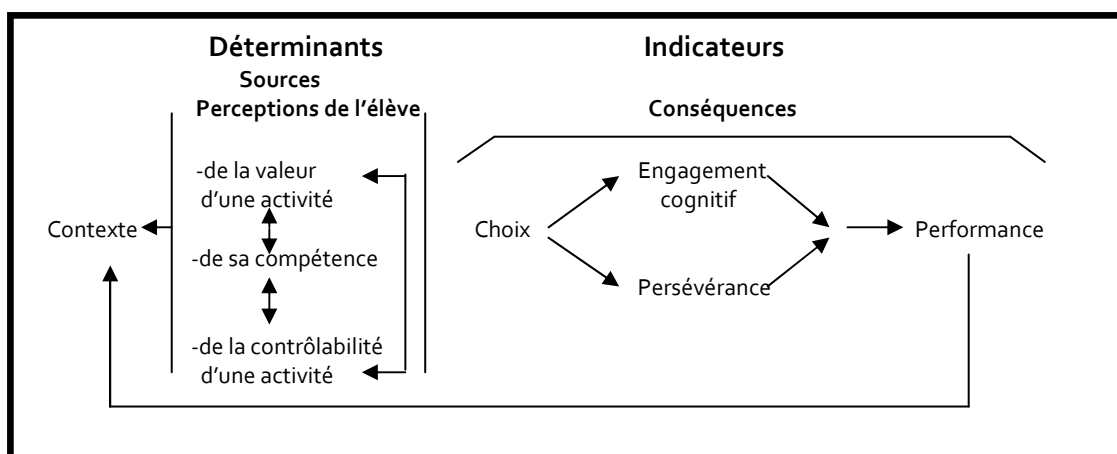 Déterminants
Sources
Perceptions de l'élève
Indicateurs
Conséquences
Contexte
-de la valeur
d'une activité
-de sa compétence
-de la contrôlabilité
d'une activité
Choix
Engagement
cognitif
Persévérance
Performance